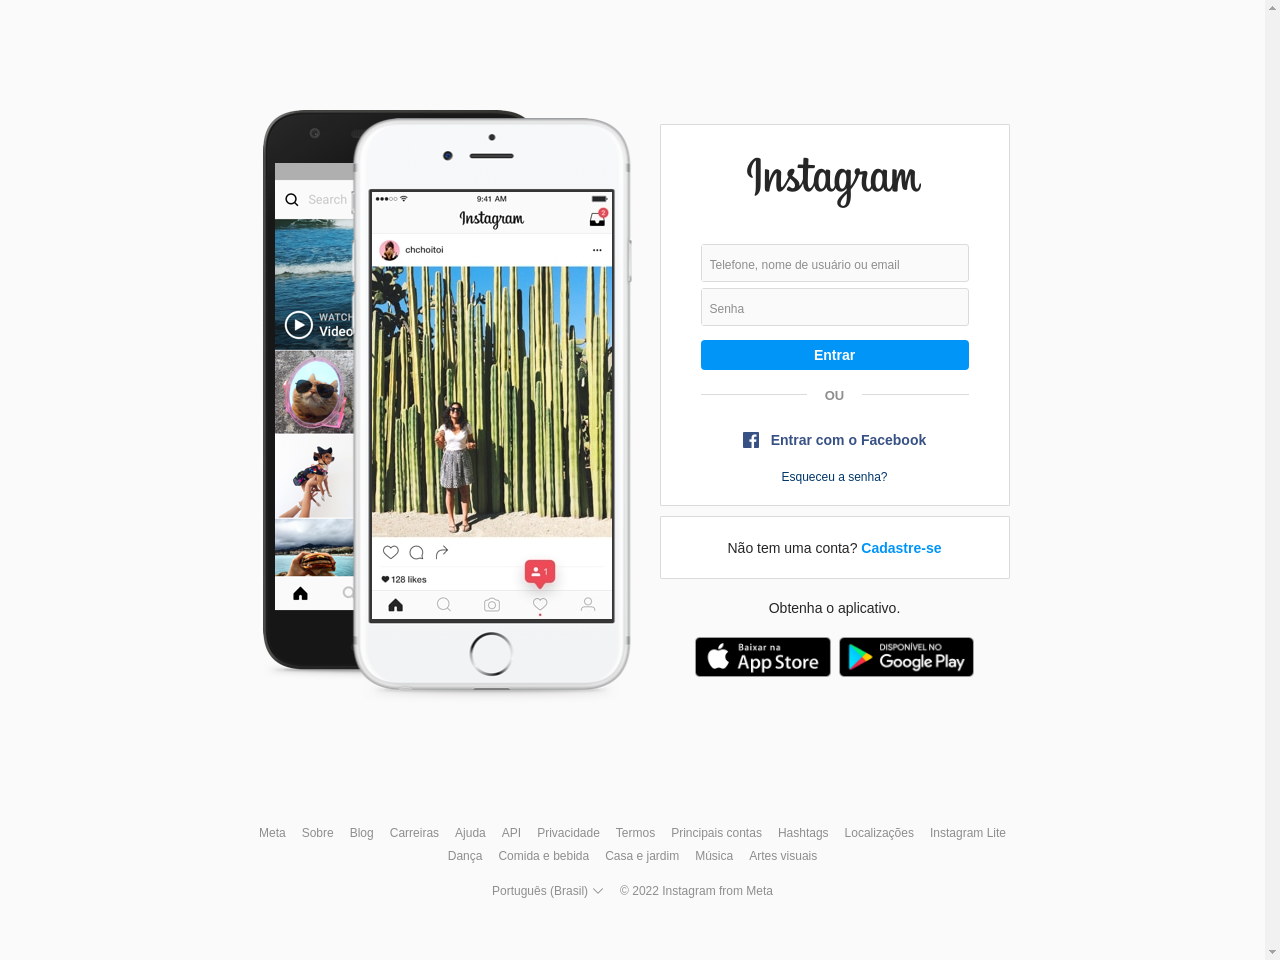 Search
WATCH
Video
9:41 AM
Instagram
2
chchoitoi
128 likes
1
Instagram
Telefone, nome de usuário ou email
Senha
Entrar
OU
Entrar com o Facebook
Esqueceu a senha?
Não tem uma conta? Cadastre-se
Obtenha o aplicativo.
Baixar na
App Store
DISPONÍVEL NO
Google Play
Meta Sobre Blog Carreiras Ajuda API Privacidade Termos Principais contas Hashtags Localizações Instagram Lite
Dança Comida e bebida Casa e jardim Música Artes visuais
Português (Brasil) © 2022 Instagram from Meta